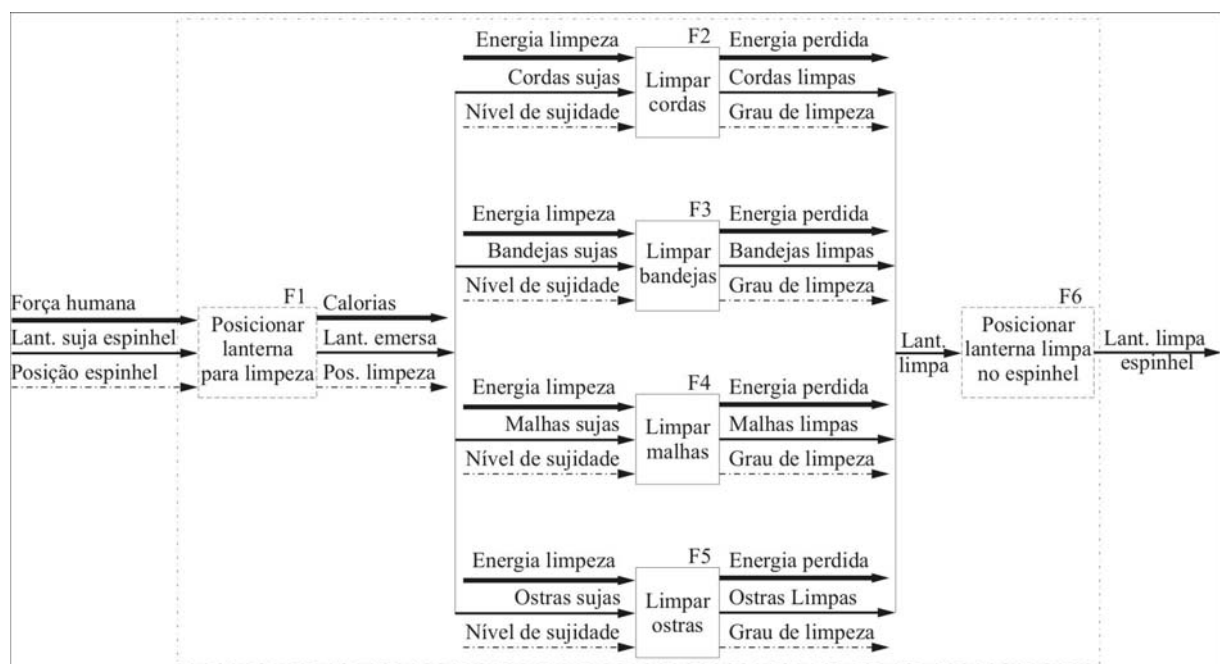 Força humana
Lant. suja espinhel
Posição espinhel
F1
Posicionar
lanterna
para limpeza
Calorias
Lant. emersa
Pos. limpeza
Energia limpeza
Cordas sujas
Nível de sujidade
F2
Limpar
cordas
Energia perdida
Cordas limpas
Grau de limpeza
Energia limpeza
Bandejas sujas
Nível de sujidade
F3
Limpar
bandejas
Energia perdida
Bandejas limpas
Grau de limpeza
Energia limpeza
Malhas sujas
Nível de sujidade
F4
Limpar
malhas
Energia perdida
Malhas limpas
Grau de limpeza
Energia limpeza
Ostras sujas
Nível de sujidade
F5
Limpar
ostras
Energia perdida
Ostras Limpas
Grau de limpeza
Lant.
limpa
F6
Posicionar
lanterna limpa
no espinhel
Lant. limpa
espinhel